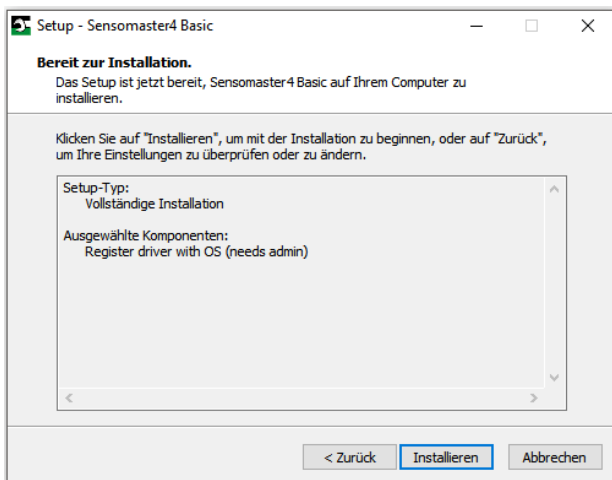 Setup - Sensomaster4 Basic
Bereit zur Installation.
Das Setup ist jetzt bereit, Sensomaster4 Basic auf Ihrem Computer zu
installieren.
Klicken Sie auf "Installieren", um mit der Installation zu beginnen, oder auf "Zurück",
um Ihre Einstellungen zu überprüfen oder zu ändern.
Setup-Typ:
Vollständige Installation
Ausgewählte Komponenten:
Register driver with OS (needs admin)
< Zurück Installieren Abbrechen